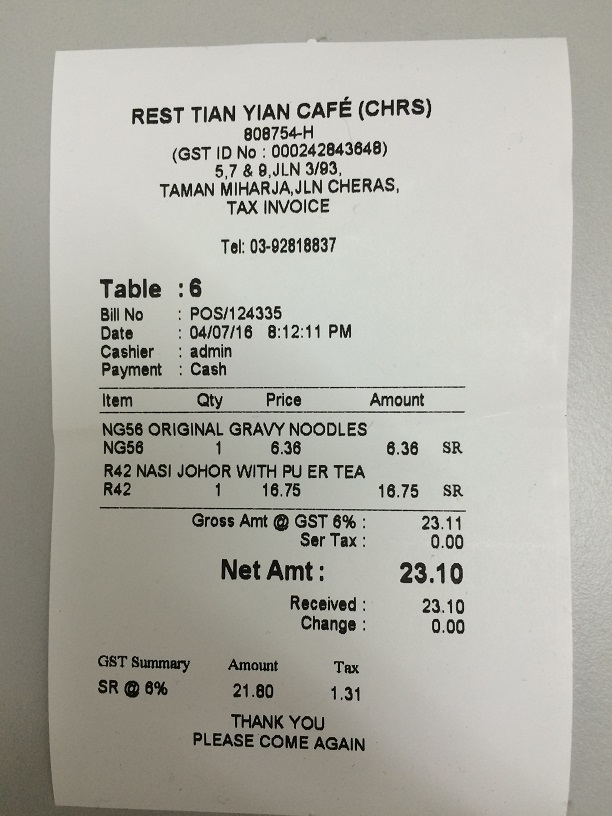 REST TIAN YIAN CAFÉ (CHRS)
808754-H
(GST ID No : 000242843648)
5,7 & 9,JLN 3/93,
TAMAN MIHARJA,JLN CHERAS,
TAX INVOICE
Tel: 03-92818837
Table : 6
Bill No : POS/124335
Date : 04/07/16 8:12:11 PM
Cashier : admin
Payment : Cash
Item Qty Price Amount
NG56 ORIGINAL GRAVY NOODLES
NG56 1 6.36 6.36 SR
R42 NASI JOHOR WITH PU ER TEA
R42 1 16.75 16.75 SR
Gross Amt @ GST 6% : 23.11
Ser Tax : 0.00
Net Amt : 23.10
Received : 23.10
Change : 0.00
GST Summary Amount Tax
SR @ 6% 21.80 1.31
THANK YOU
PLEASE COME AGAIN